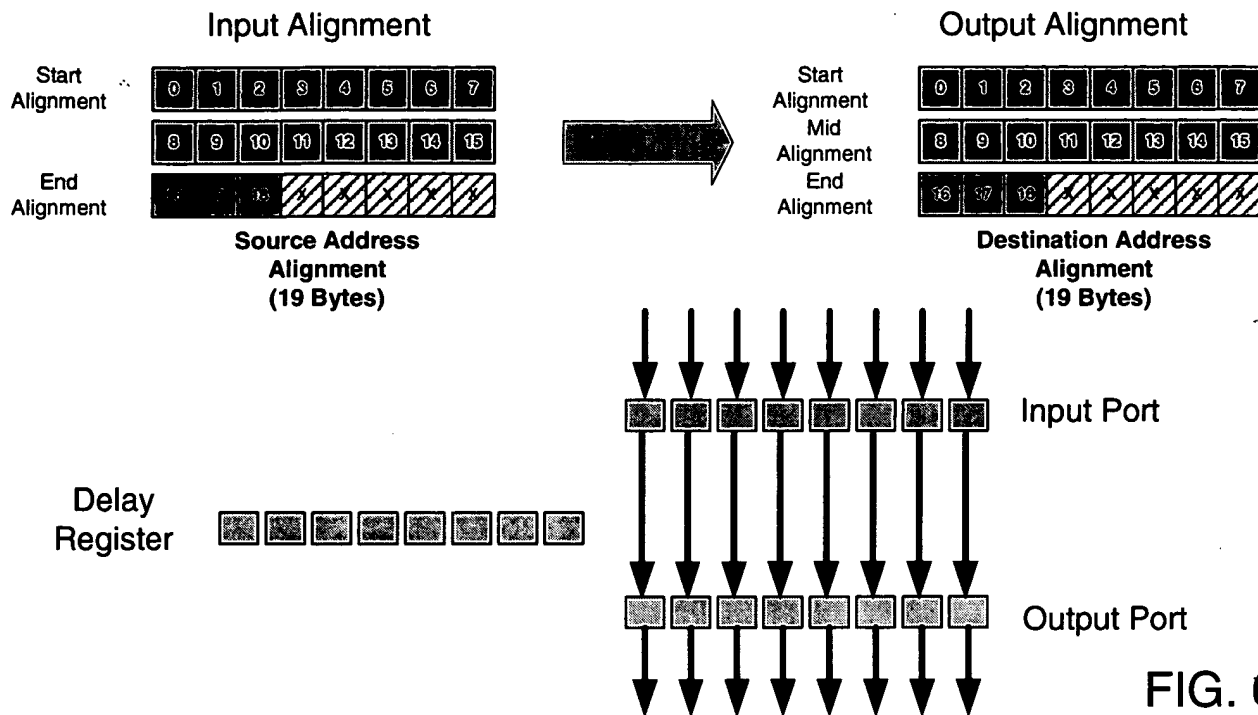 Input Alignment
Output Alignment
Start
Alignment
0 1 2 3 4 5 6 7
8 9 10 11 12 13 14 15
End
Alignment
X X X X X
Source Address
Alignment
(19 Bytes)
Start
Alignment
0 1 2 3 4 5 6 7
Mid
Alignment
8 9 10 11 12 13 14 15
End
Alignment
16 17 18 X X X X X
Destination Address
Alignment
(19 Bytes)
Input Port
Delay
Register
Output Port
FIG.